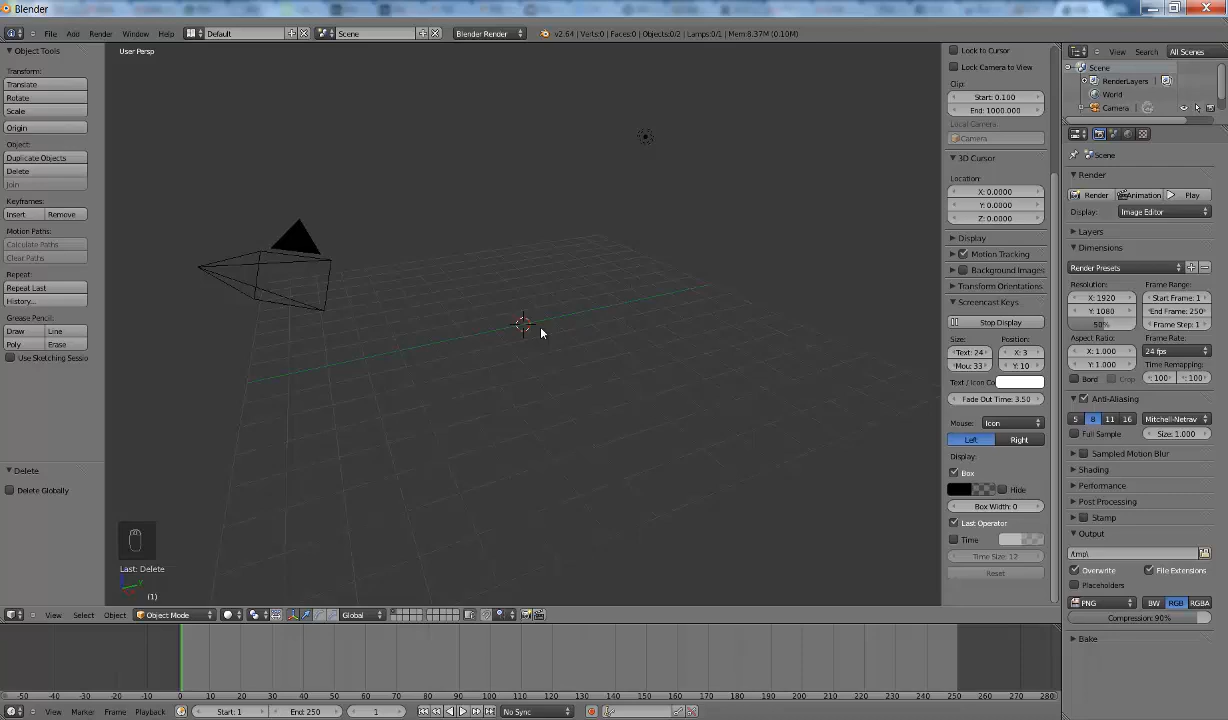 Blender
File Add Render Window Help Default Scene Blender Render v2.64 | Verts:0 | Faces:0 | Objects:0/2 | Lamps:0/1 | Mem:8.37M (0.10M)
Object Tools
Transform:
Translate
Rotate
Scale
Origin
Object:
Duplicate Objects
Delete
Join
Keyframes:
Insert Remove
Motion Paths:
Calculate Paths
Clear Paths
Repeat:
Repeat Last
History...
Grease Pencil:
Draw Line
Poly Erase
Use Sketching Sessio
Delete
Delete Globally
User Persp
Last: Delete
(1)
Lock to Cursor
Lock Camera to View
Clip:
Start: 0.100
End: 1000.000
Local Camera:
Camera
3D Cursor
Location:
X: 0.0000
Y: 0.0000
Z: 0.0000
Display
Motion Tracking
Background Images
Transform Orientations
Screencast Keys
Stop Display
Size: Position:
Text: 24 X: 3
Mou: 33 Y: 10
Text / Icon Co
Fade Out Time: 3.50
Mouse: Icon
Left Right
Display:
Box
Hide
Box Width: 0
Last Operator
Time
Time Size: 12
Reset
View Search All Scenes
Scene
RenderLayers
World
Camera
Scene
Render
Render Animation Play
Display: Image Editor
Layers
Dimensions
Render Presets
Resolution: Frame Range:
X: 1920 Start Frame: 1
Y: 1080 End Frame: 250
50% Frame Step: 1
Aspect Ratio: Frame Rate:
X: 1.000 24 fps
Y: 1.000 Time Remapping:
Bord Crop :100 :100
Anti-Aliasing
5 8 11 16 Mitchell-Netrav
Full Sample Size: 1.000
Sampled Motion Blur
Shading
Performance
Post Processing
Stamp
Output
/tmp\
Overwrite File Extensions
Placeholders
PNG BW RGB RGBA
Compression: 90%
Bake
View Select Object Object Mode Global
-50 -40 -30 -20 -10 0 10 20 30 40 50 60 70 80 90 100 110 120 130 140 150 160 170 180 190 200 210 220 230 240 250 260 270 280
View Marker Frame Playback Start: 1 End: 250 1 No Sync